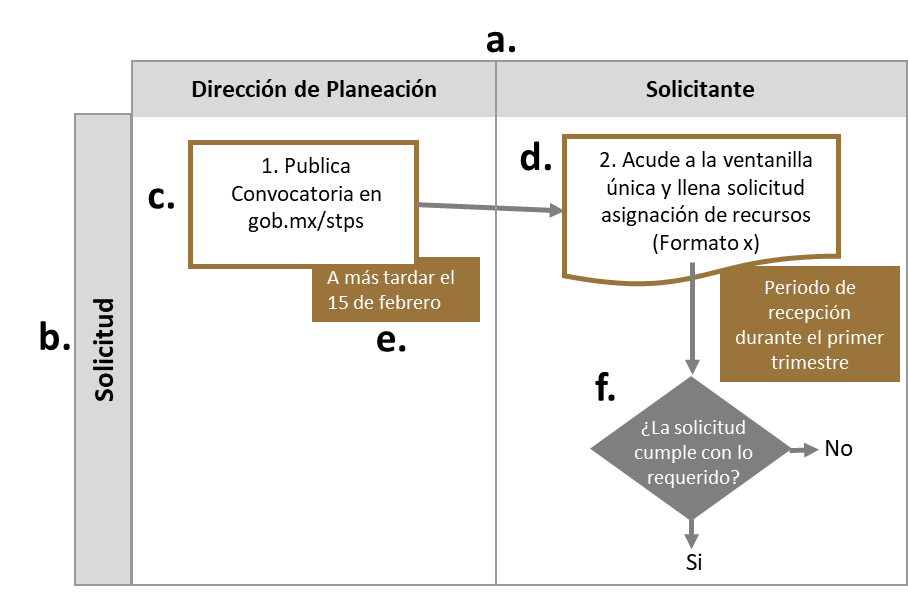 a.
Dirección de Planeación
Solicitante
b.
Solicitud
c.
1. Publica
Convocatoria en
gob.mx/stps
A más tardar el
15 de febrero
e.
d.
2. Acude a la ventanilla
única y llena solicitud
asignación de recursos
(Formato x)
Periodo de
recepción
durante el primer
trimestre
f.
¿La solicitud
cumple con lo
requerido?
No
Si